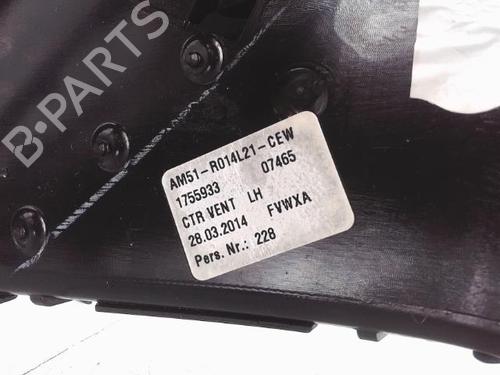 B-PARTS
AM51-R014L21-CEW
1755933 07465
CTR VENT LH
28.03.2014 FVWXA
Pers. Nr.: 228